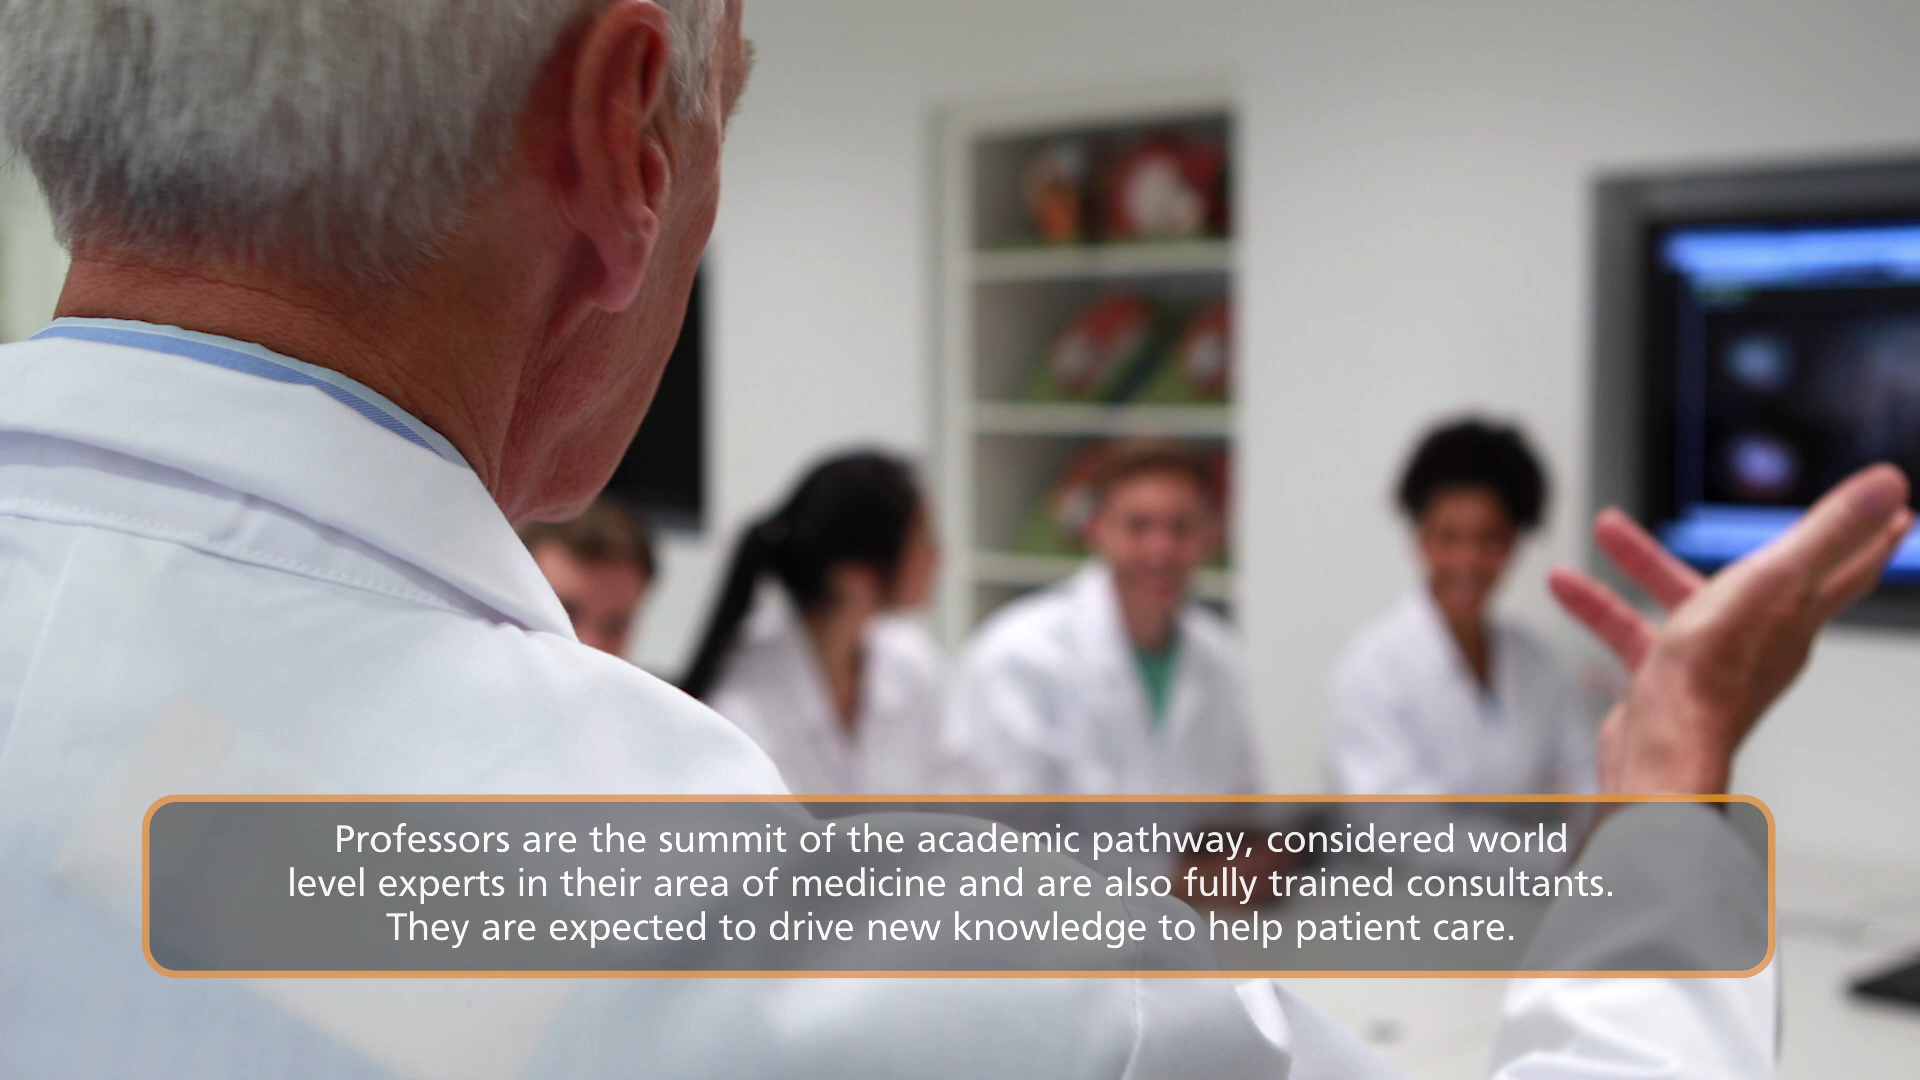 Professors are the summit of the academic pathway, considered world
level experts in their area of medicine and are also fully trained consultants.
They are expected to drive new knowledge to help patient care.